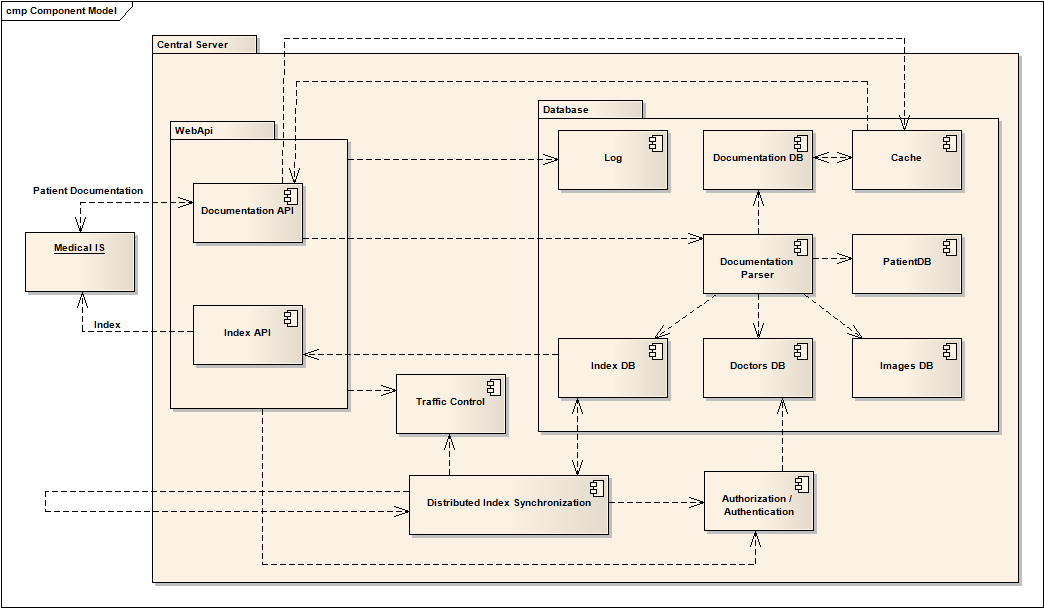 cmp Component Model
Central Server
Database
WebApi
Log
Documentation DB
Cache
Patient Documentation
Documentation API
Medical IS
Documentation
Parser
PatientDB
Index
Index API
Index DB
Doctors DB
Images DB
Traffic Control
Distributed Index Synchronization
Authorization /
Authentication